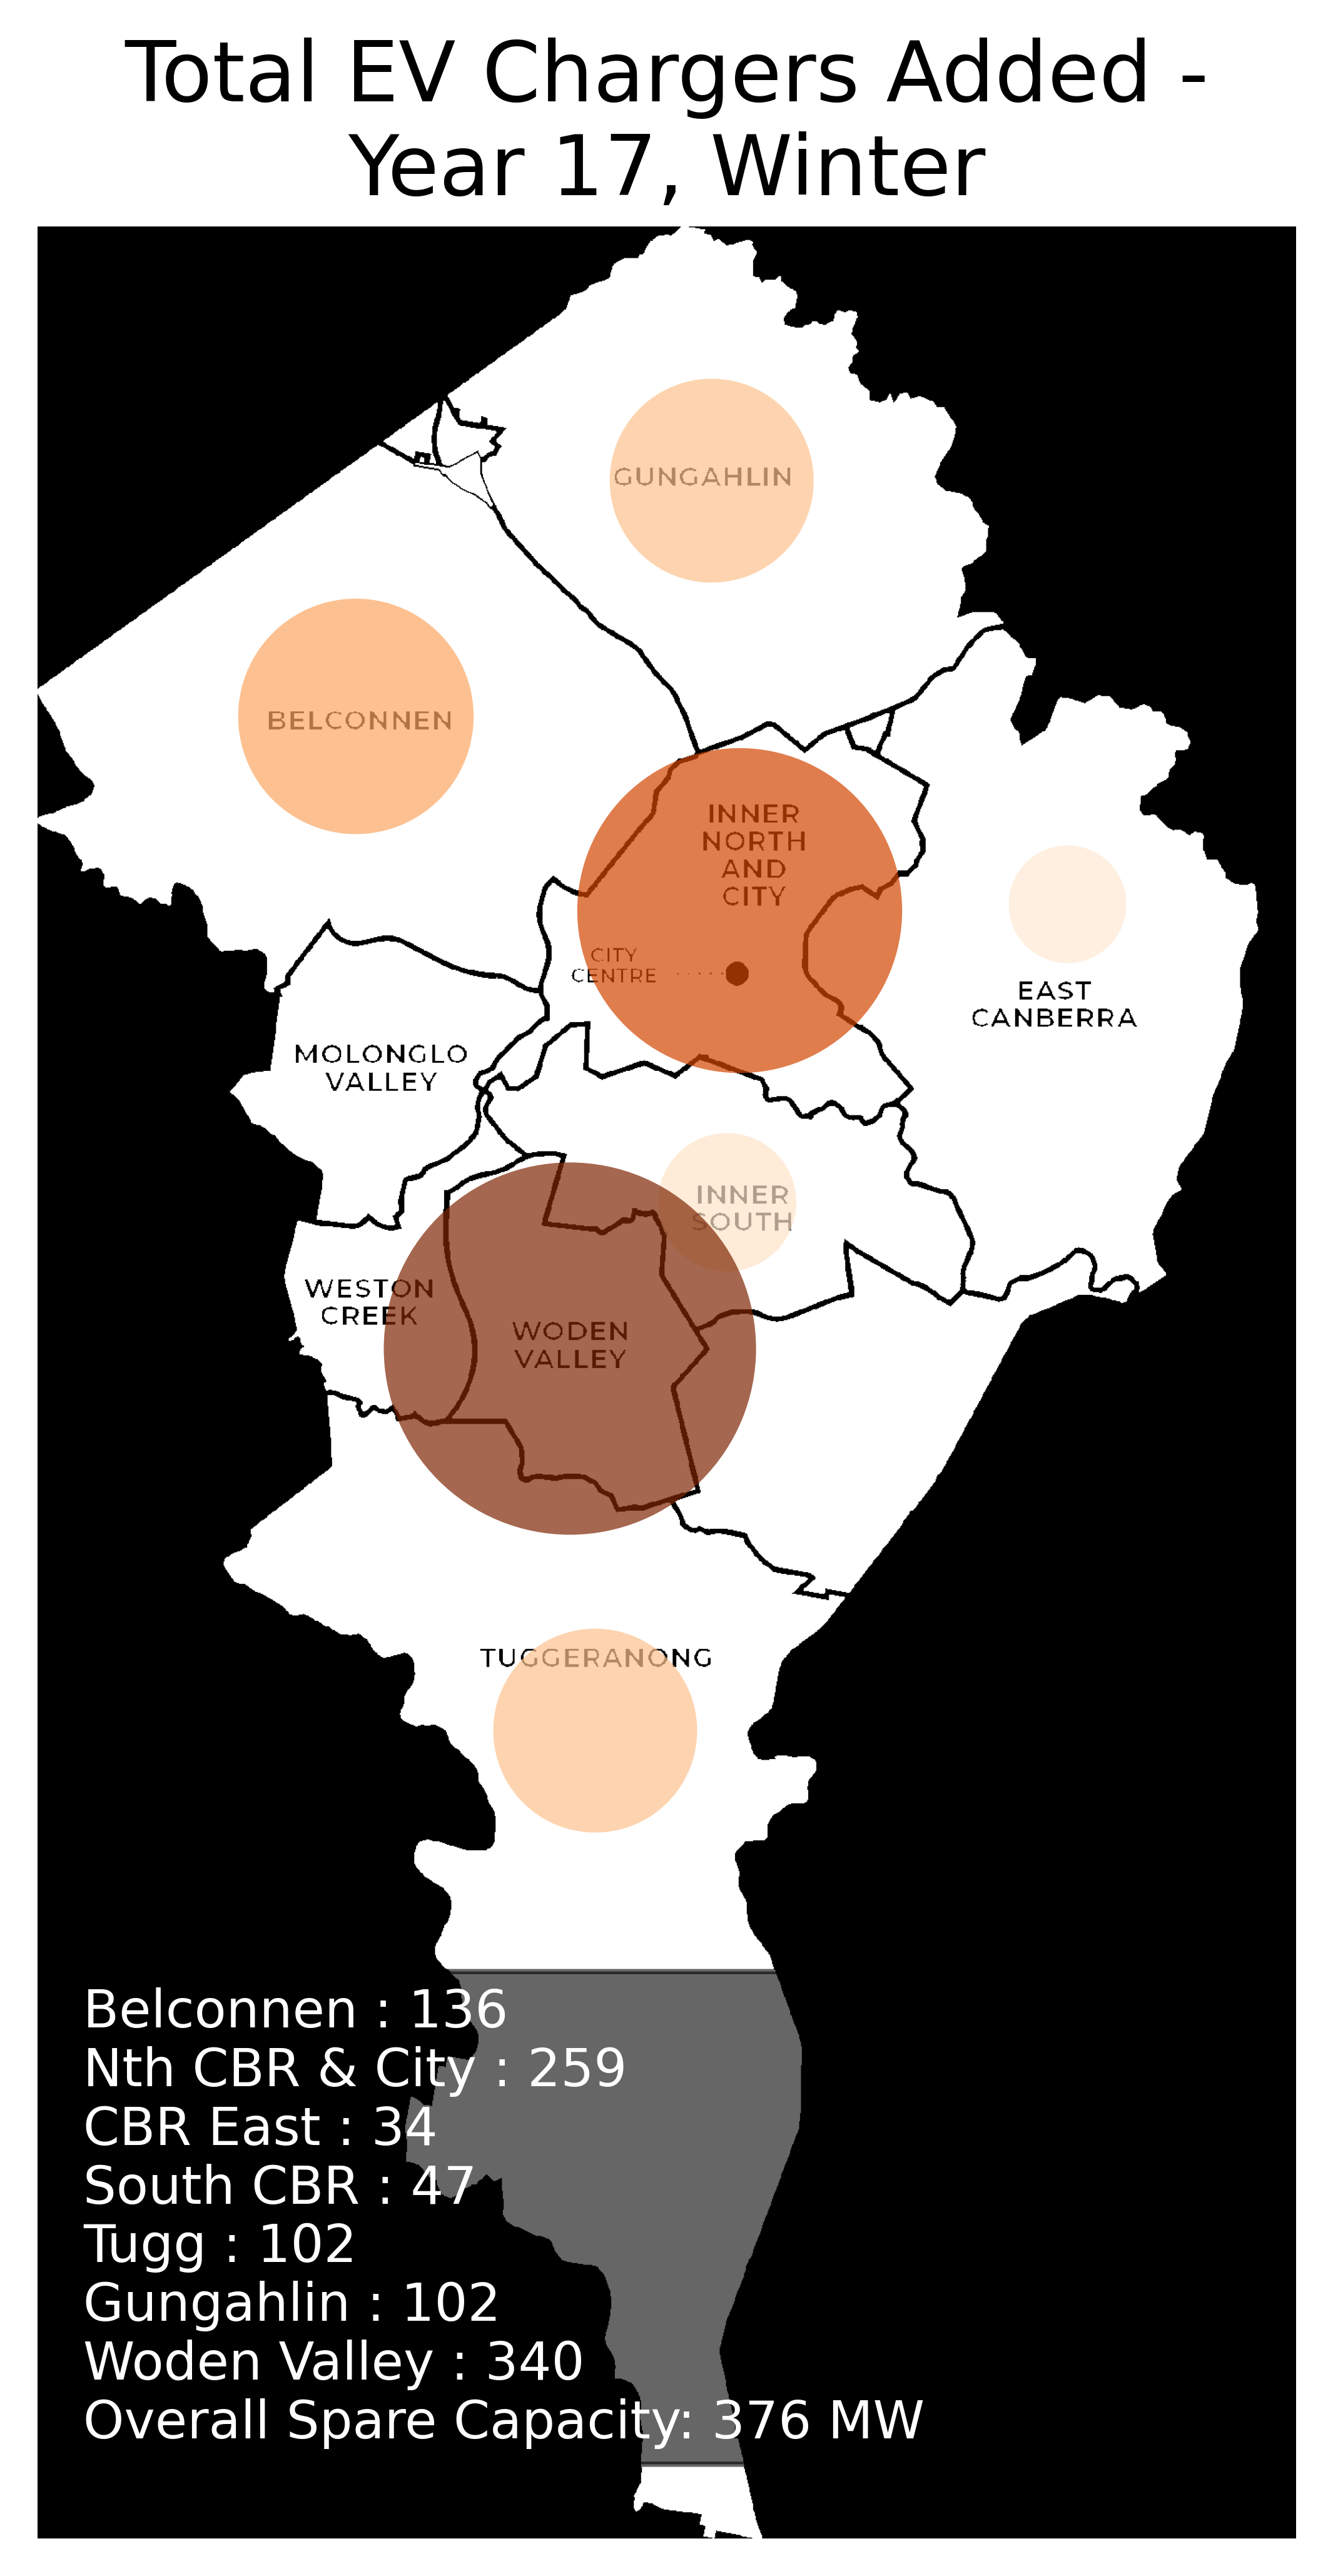 Total EV Chargers Added -
Year 17, Winter
GUNGAHLIN
BELCONNEN
INNER
NORTH
AND
CITY
CITY
CENTRE
EAST
CANBERRA
MOLONGLO
VALLEY
INNER
SOUTH
WESTON
CREEK
WODEN
VALLEY
TUGGERANONG
Belconnen : 136
Nth CBR & City : 259
CBR East : 34
South CBR : 47
Tugg : 102
Gungahlin : 102
Woden Valley : 340
Overall Spare Capacity: 376 MW